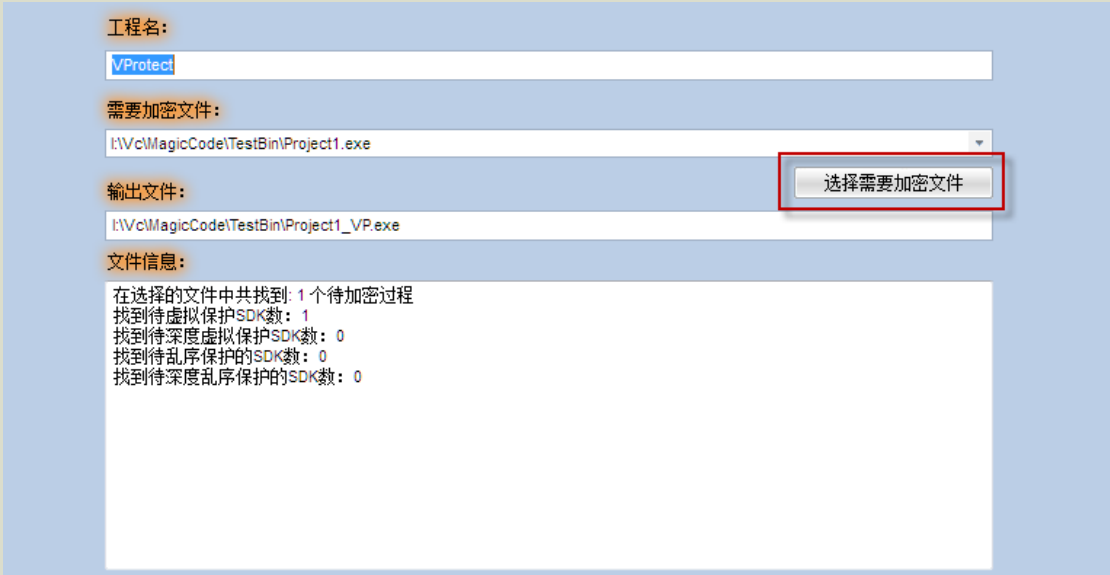 工程名：
VProtect
需要加密文件：
I:\Vc\MagicCode\TestBin\Project1.exe
选择需要加密文件
输出文件：
I:\Vc\MagicCode\TestBin\Project1_VP.exe
文件信息：
在选择的文件中共找到: 1 个待加密过程
找到待虚拟保护SDK数：1
找到待深度虚拟保护SDK数：0
找到待乱序保护的SDK数：0
找到待深度乱序保护的SDK数：0